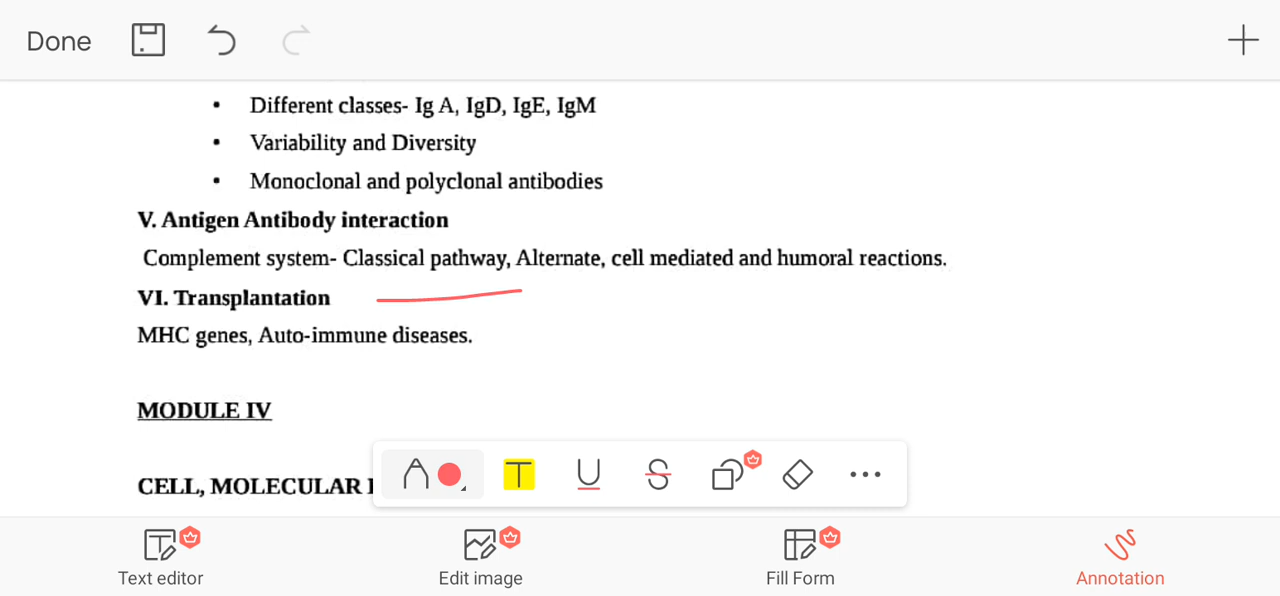 Done
• Different classes- Ig A, IgD, IgE, IgM
• Variability and Diversity
• Monoclonal and polyclonal antibodies
V. Antigen Antibody interaction
Complement system- Classical pathway, Alternate, cell mediated and humoral reactions.
VI. Transplantation
MHC genes, Auto-immune diseases.
MODULE IV
CELL, MOLECULAR
Text editor
Edit image
Fill Form
Annotation